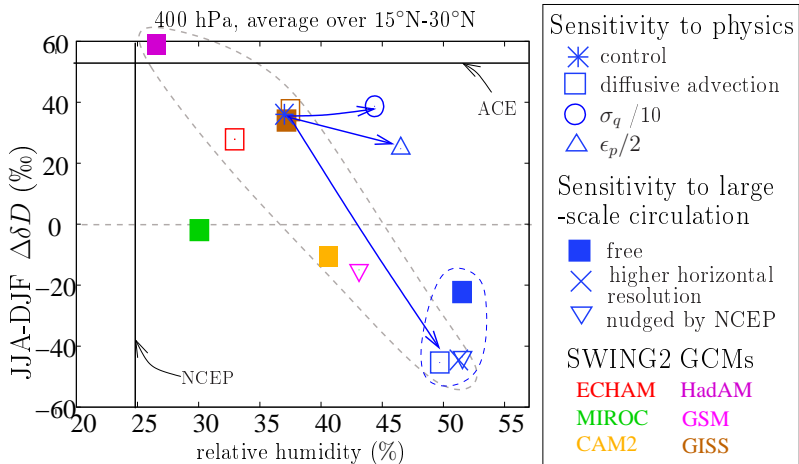 400 hPa, average over 15°N-30°N
JJA-DJF ΔδD (‰)
60
40
20
0
−20
−40
−60
ACE
NCEP
20
25
30
35
40
45
50
55
relative humidity (%)
Sensitivity to physics
control
diffusive advection
σq /10
ϵp/2
Sensitivity to large
-scale circulation
free
higher horizontal
resolution
nudged by NCEP
SWING2 GCMs
ECHAM HadAM
MIROC GSM
CAM2 GISS